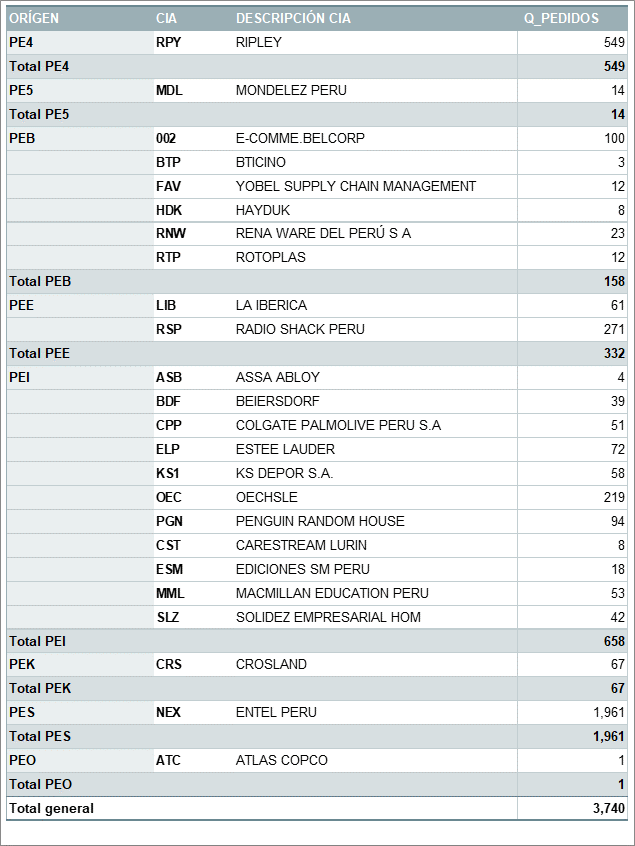 ORÍGEN CIA DESCRIPCIÓN CIA Q_PEDIDOS
PE4 RPY RIPLEY 549
Total PE4 549
PE5 MDL MONDELEZ PERU 14
Total PE5 14
PEB 002 E-COMME.BELCORP 100
BTP BTICINO 3
FAV YOBEL SUPPLY CHAIN MANAGEMENT 12
HDK HAYDUK 8
RNW RENA WARE DEL PERÚ S A 23
RTP ROTOPLAS 12
Total PEB 158
PEE LIB LA IBERICA 61
RSP RADIO SHACK PERU 271
Total PEE 332
PEI ASB ASSA ABLOY 4
BDF BEIERSDORF 39
CPP COLGATE PALMOLIVE PERU S.A 51
ELP ESTEE LAUDER 72
KS1 KS DEPOR S.A. 58
OEC OECHSLE 219
PGN PENGUIN RANDOM HOUSE 94
CST CARESTREAM LURIN 8
ESM EDICIONES SM PERU 18
MML MACMILLAN EDUCATION PERU 53
SLZ SOLIDEZ EMPRESARIAL HOM 42
Total PEI 658
PEK CRS CROSLAND 67
Total PEK 67
PES NEX ENTEL PERU 1,961
Total PES 1,961
PEO ATC ATLAS COPCO 1
Total PEO 1
Total general 3,740